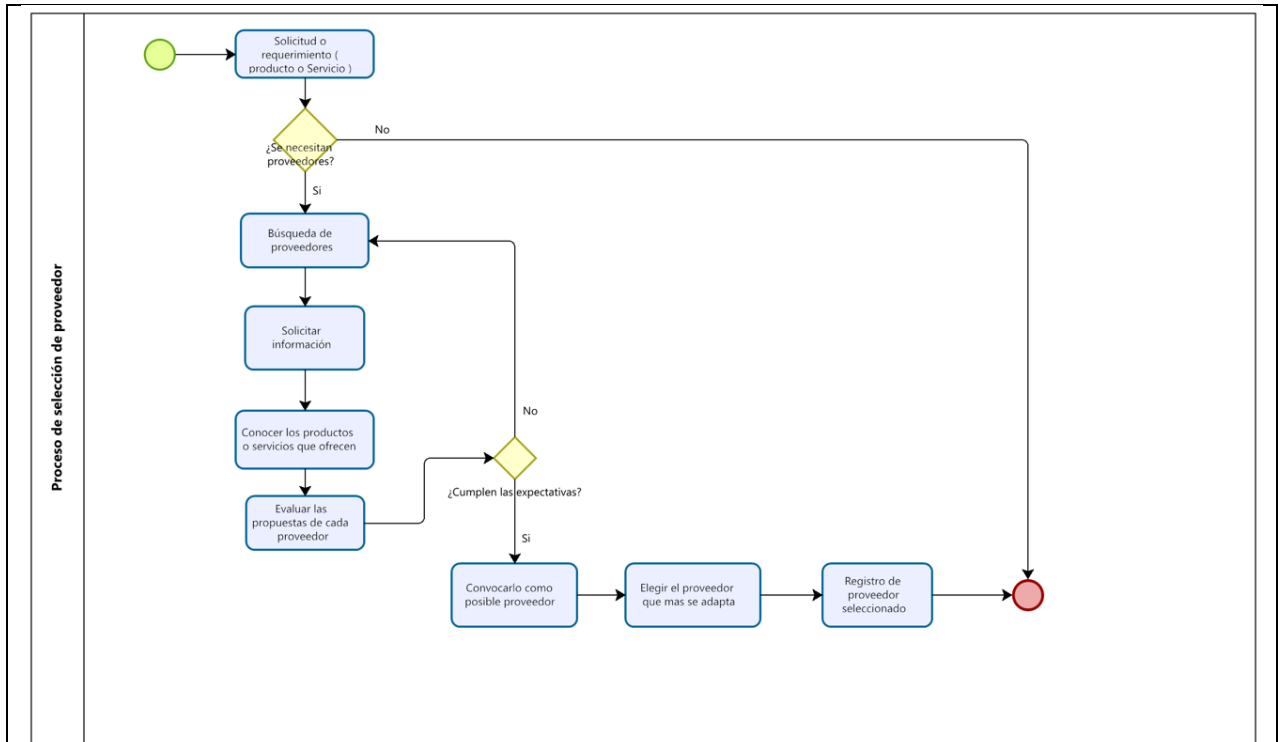 Proceso de selección de proveedor
Solicitud o
requerimiento (
producto o Servicio )
¿Se necesitan
proveedores?
No
Si
Búsqueda de
proveedores
Solicitar
información
Conocer los productos
o servicios que ofrecen
Evaluar las
propuestas de cada
proveedor
No
¿Cumplen las expectativas?
Si
Convocarlo como
posible proveedor
Elegir el proveedor
que mas se adapta
Registro de
proveedor
seleccionado